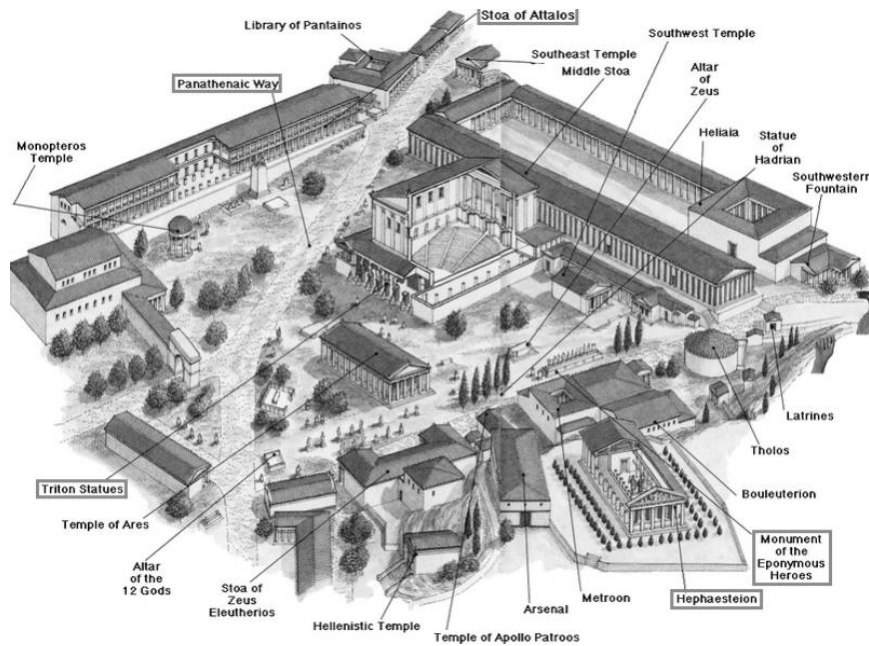 Stoa of Attalos
Library of Pantainos
Southwest Temple
Southeast Temple
Middle Stoa
Altar
of
Zeus
Panathenaic Way
Heliaia
Statue
of
Hadrian
Monopteros
Temple
Southwestern
Fountain
Latrines
Tholos
Triton Statues
Bouleuterion
Temple of Ares
Monument
of the
Eponymous
Heroes
Altar
of the
12 Gods
Stoa of
Zeus
Eleutherios
Metroon
Hephaesteion
Arsenal
Hellenistic Temple
Temple of Apollo Patroos